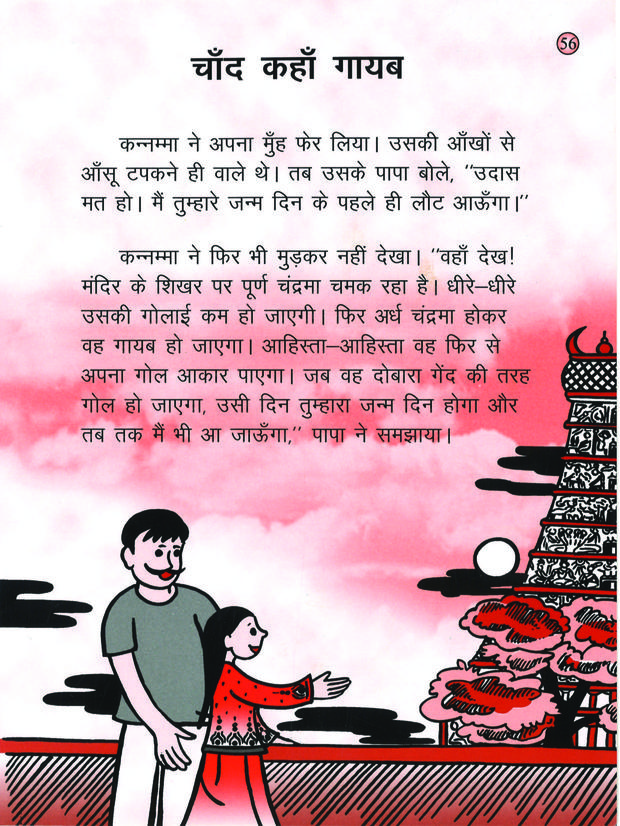 56
चाँद कहाँ गायब
कन्नम्मा ने अपना मुँह फेर लिया। उसकी आँखों से
आँसू टपकने ही वाले थे। तब उसके पापा बोले, ''उदास
मत हो। मैं तुम्हारे जन्म दिन के पहले ही लौट आऊँगा।''
कन्नम्मा ने फिर भी मुड़कर नहीं देखा। ''वहाँ देख!
मंदिर के शिखर पर पूर्ण चंद्रमा चमक रहा है। धीरे–धीरे
उसकी गोलाई कम हो जाएगी। फिर अर्ध चंद्रमा होकर
वह गायब हो जाएगा। आहिस्ता–आहिस्ता वह फिर से
अपना गोल आकार पाएगा। जब वह दोबारा गेंद की तरह
गोल हो जाएगा, उसी दिन तुम्हारा जन्म दिन होगा और
तब तक मैं भी आ जाऊँगा,'' पापा ने समझाया।